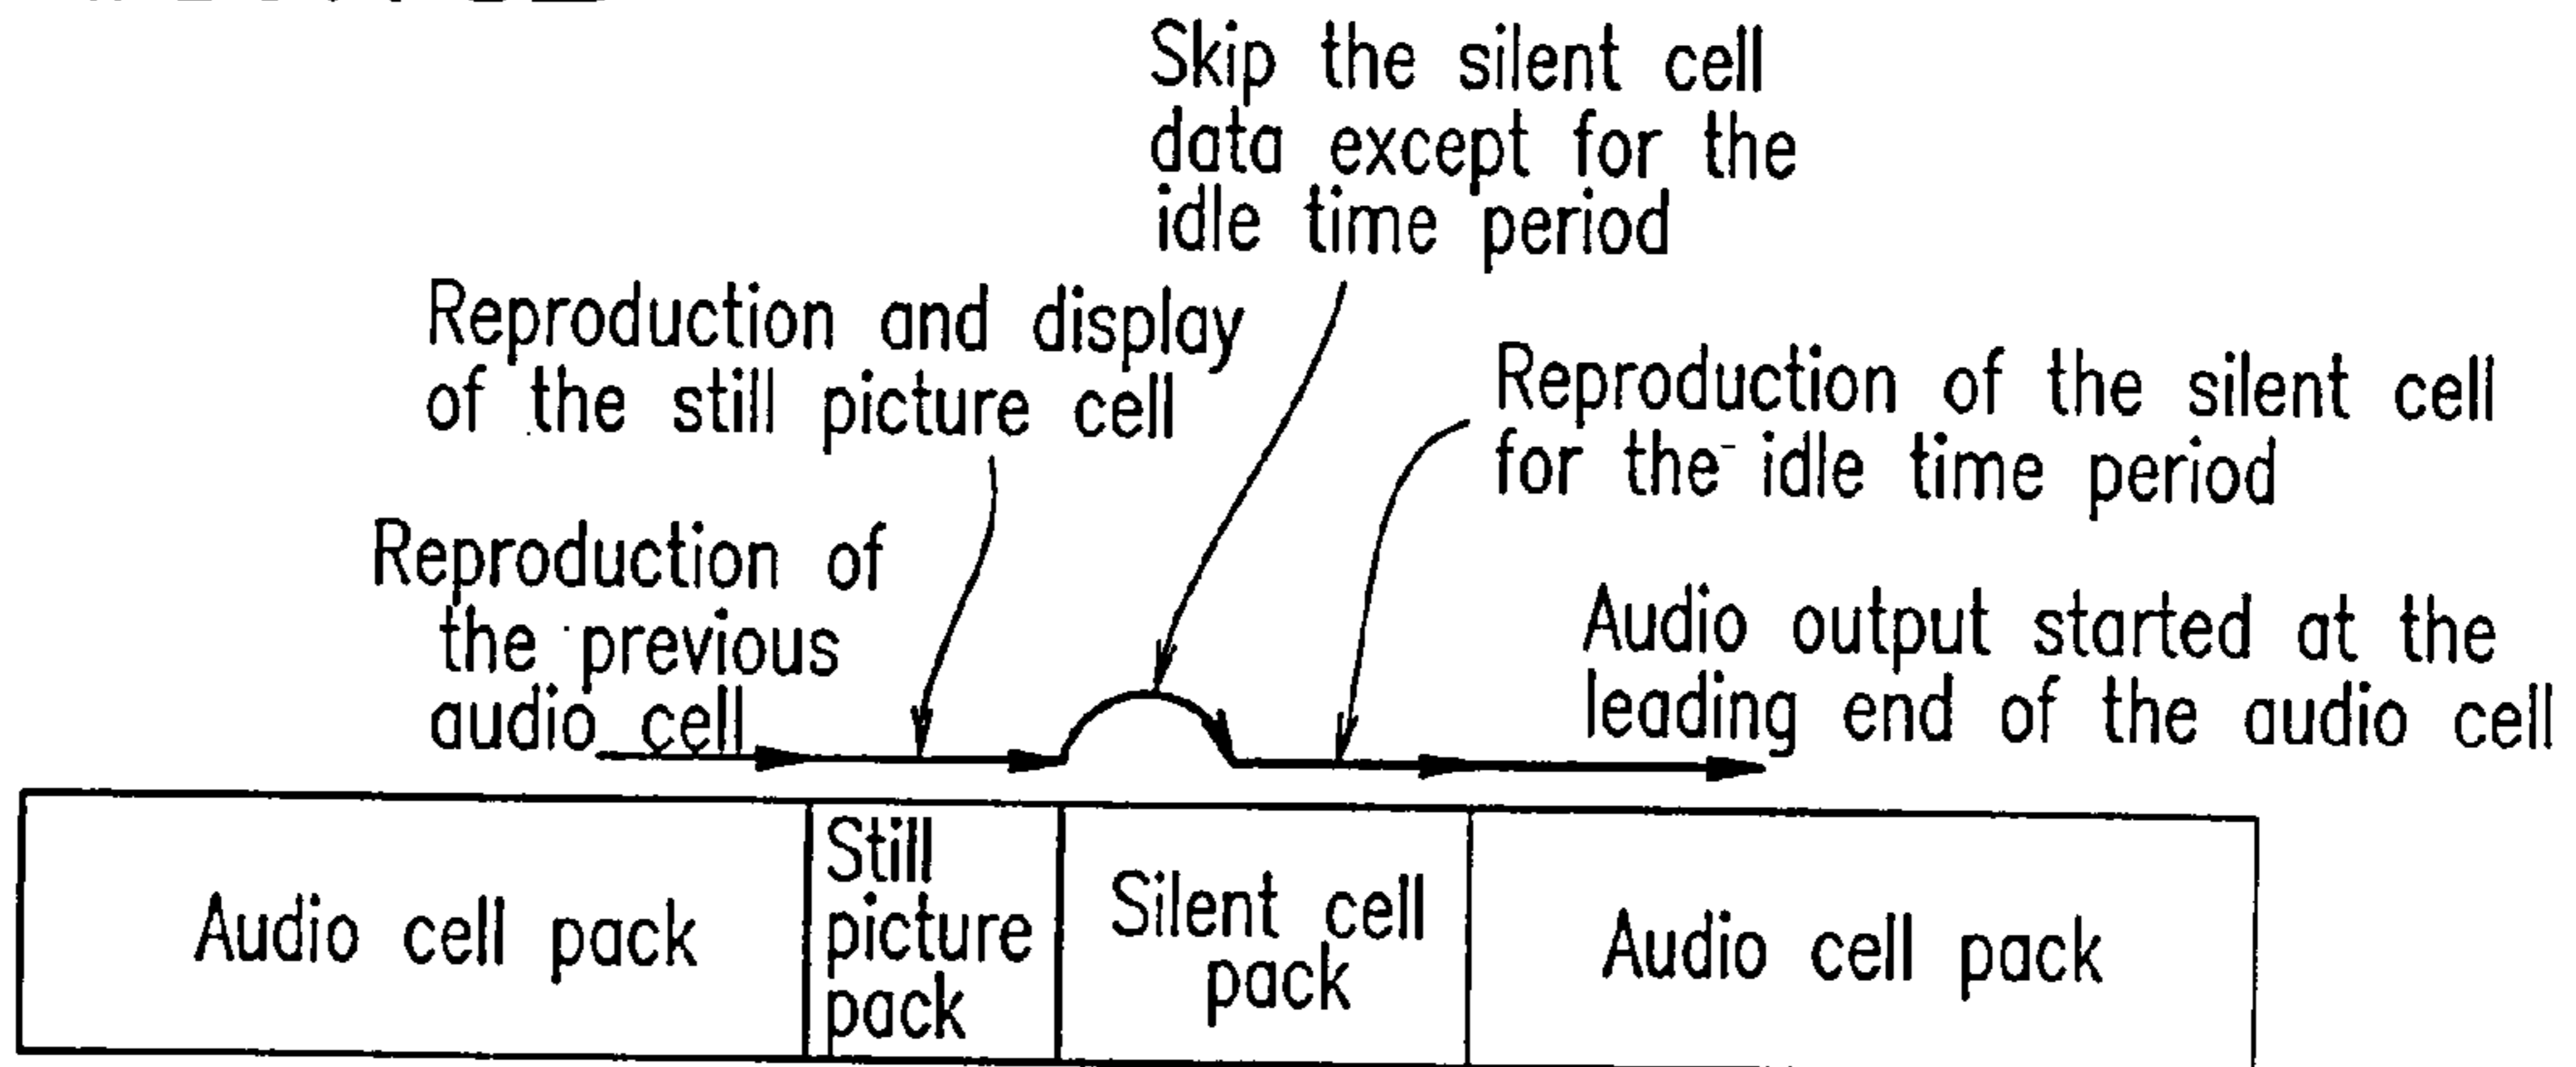 Skip the silent cell
data except for the
idle time period
Reproduction and display
of the still picture cell
Reproduction of the silent cell
for the idle time period
Reproduction of
the previous
audio cell
Audio output started at the
leading end of the audio cell
Audio cell pack
Still
picture
pack
Silent cell
pack
Audio cell pack